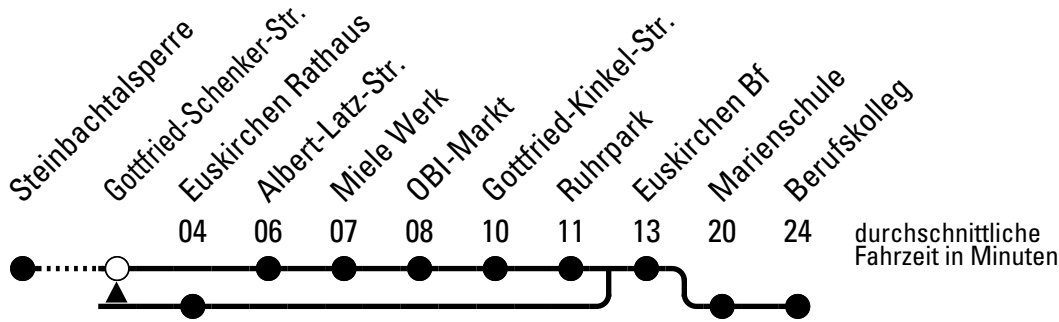 Steinbachtalsperre
Gottfried-Schenker-Str.
Euskirchen Rathaus
Albert-Latz-Str.
Miele Werk
OBI-Markt
Gottfried-Kinkel-Str.
Ruhrpark
Euskirchen Bf
Marienschule
Berufskolleg
04 06 07 08 10 11 13 20 24
durchschnittliche
Fahrzeit in Minuten